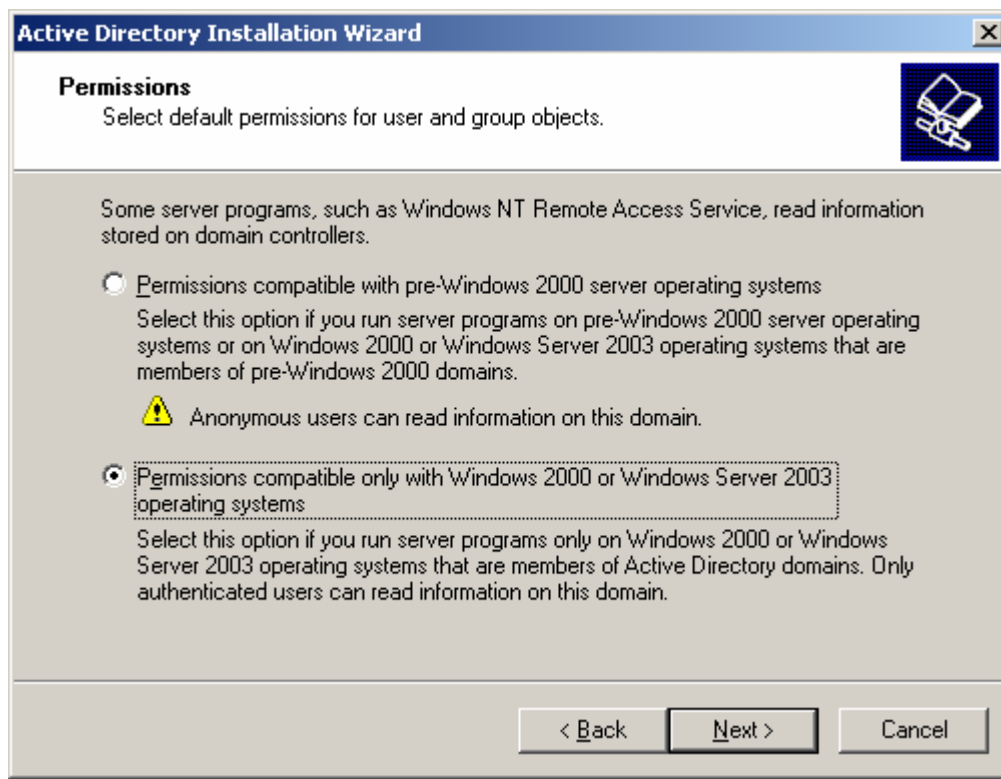 Active Directory Installation Wizard
Permissions
Select default permissions for user and group objects.
Some server programs, such as Windows NT Remote Access Service, read information
stored on domain controllers.
Permissions compatible with pre-Windows 2000 server operating systems
Select this option if you run server programs on pre-Windows 2000 server operating
systems or on Windows 2000 or Windows Server 2003 operating systems that are
members of pre-Windows 2000 domains.
Anonymous users can read information on this domain.
Permissions compatible only with Windows 2000 or Windows Server 2003
operating systems
Select this option if you run server programs only on Windows 2000 or Windows
Server 2003 operating systems that are members of Active Directory domains. Only
authenticated users can read information on this domain.
< Back Next > Cancel